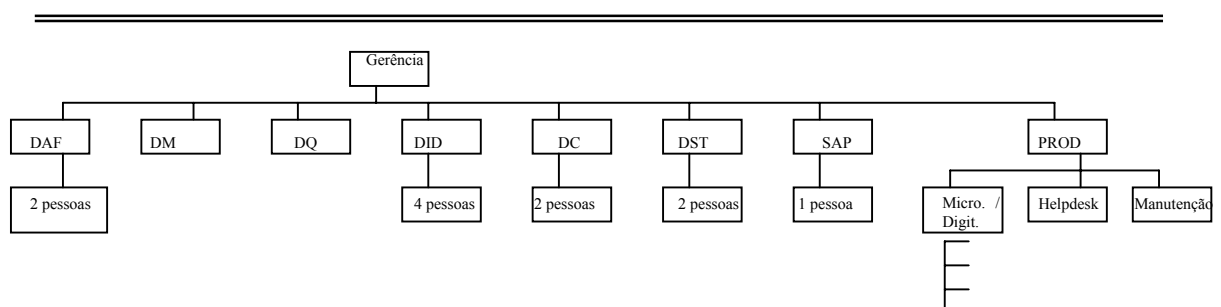 Gerência
DAF
DM
DQ
DID
DC
DST
SAP
PROD
2 pessoas
4 pessoas
2 pessoas
2 pessoas
1 pessoa
Micro. /
Digit.
Helpdesk
Manutenção